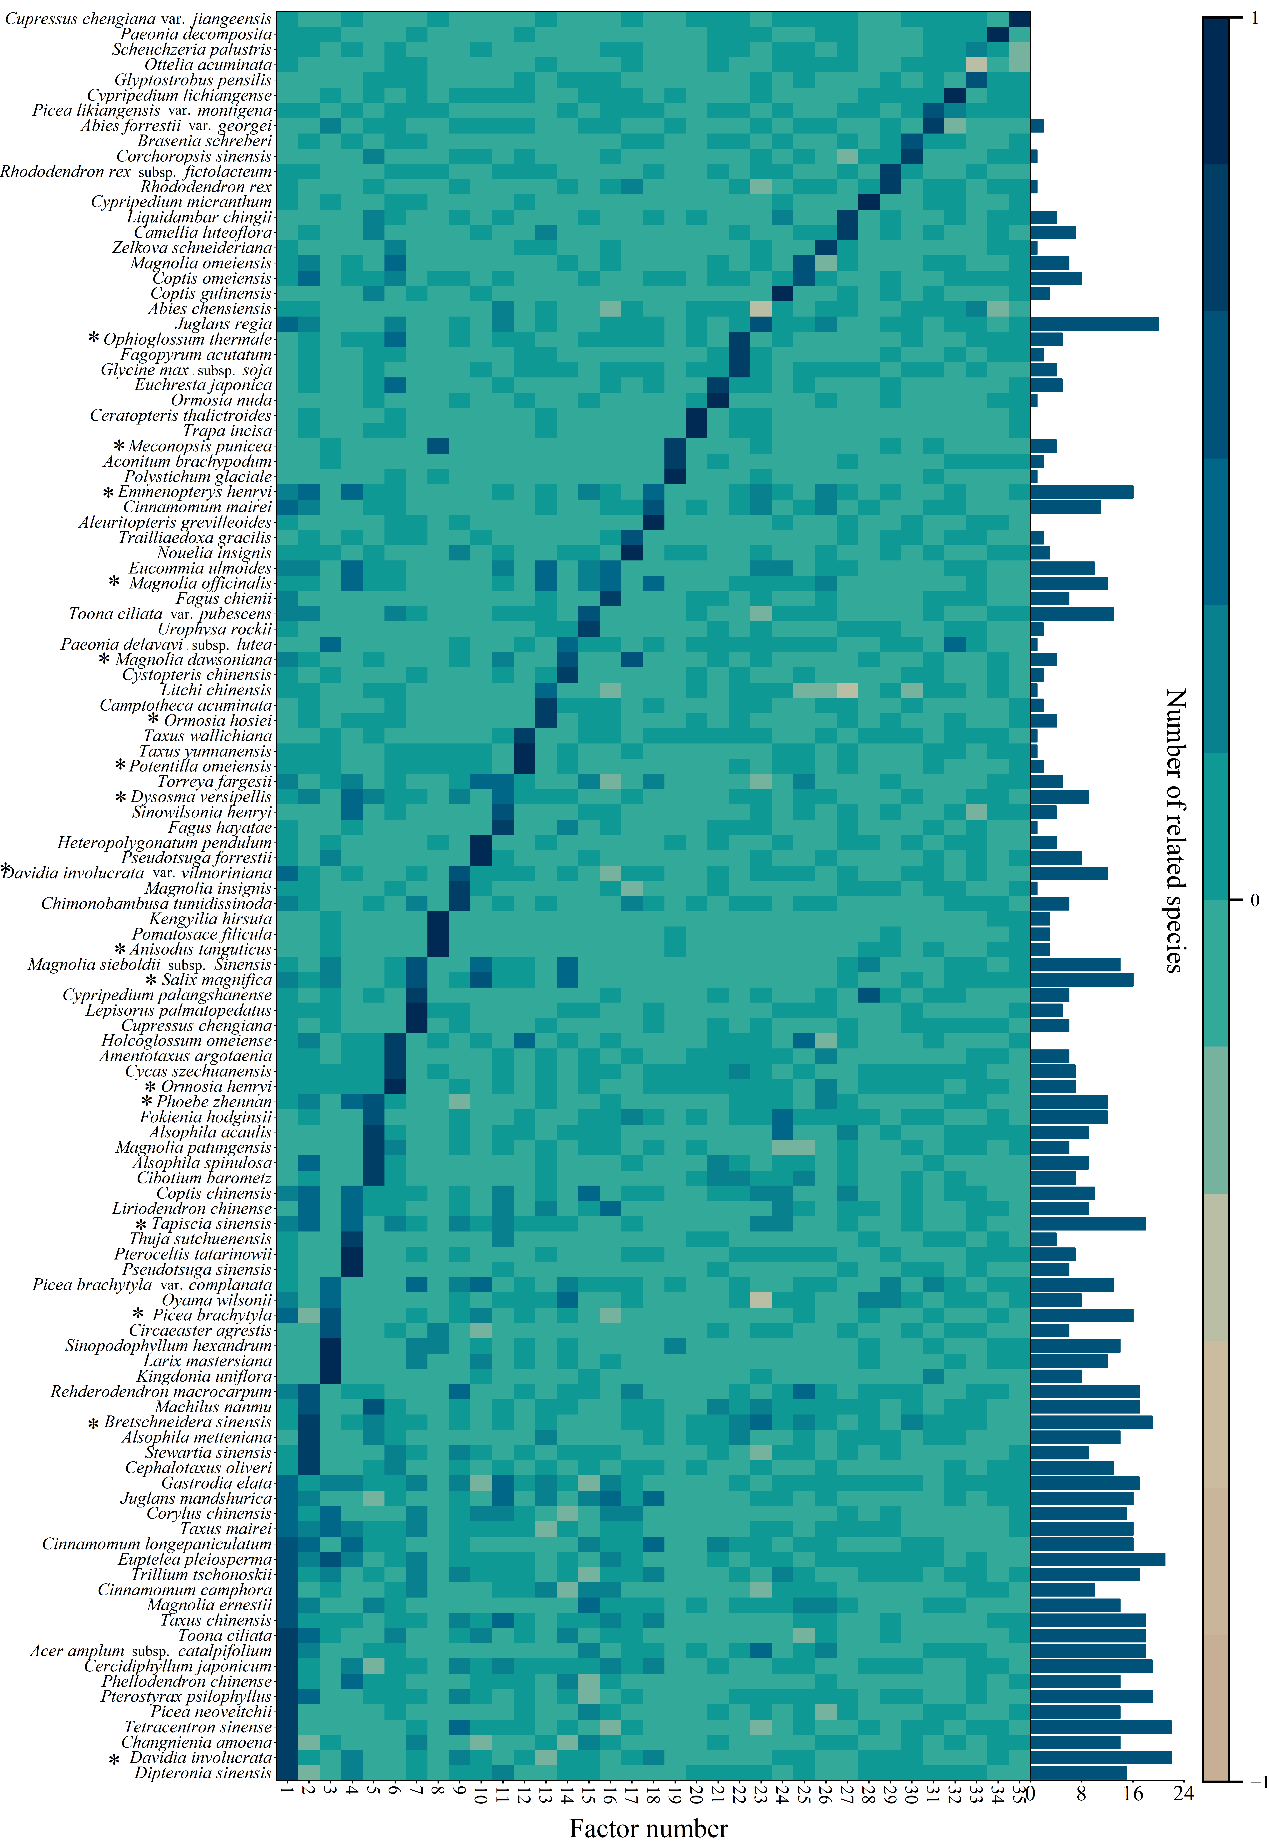 Cupressus chengiana var. jiangeensis
Paeonia decomposita
Scheuchzeria palustris
Ottelia acuminata
Glyptostrobus pensilis
Cypripedium lichiangense
Picea likiangensis var. montigena
Abies forrestii var. georgei
Brasenia schreberi
Corchoropsis sinensis
Rhododendron rex subsp. fictolacteum
Rhododendron rex
Cypripedium micranthum
Liquidambar chingii
Camellia luteoflora
Zelkova schneideriana
Magnolia omeiensis
Coptis omeiensis
Coptis gulinensis
Abies chensiensis
Juglans regia
* Ophioglossum thermale
Fagopyrum acutatum
Glycine max subsp. soja
Euchresta japonica
Ormosia nuda
Ceratopteris thalictroides
Trapa incisa
* Meconopsis punicea
Aconitum brachypodum
Polystichum glaciale
* Emmenopterys henryi
Cinnamomum mairei
Aleuritopteris grevilleoides
Trailliaedoxa gracilis
Nouelia insignis
Eucommia ulmoides
* Magnolia officinalis
Fagus chienii
Toona ciliata var. pubescens
Urophysa rockii
Paeonia delavayi subsp. lutea
* Magnolia dawsoniana
Cystopteris chinensis
Litchi chinensis
Camptotheca acuminata
* Ormosia hosiei
Taxus wallichiana
Taxus yunnanensis
* Potentilla omeiensis
Torreya fargesii
* Dysosma versipellis
Sinowilsonia henryi
Fagus hayatae
Heteropolygonatum pendulum
Pseudotsuga forrestii
* Davidia involucrata var. vilmoriniana
Magnolia insignis
Chimonobambusa tumidissinoda
Kengyilia hirsuta
Pomatosace filicula
* Anisodus tanguticus
Magnolia sieboldii subsp. Sinensis
* Salix magnifica
Cypripedium palangshanense
Lepisorus palmatopedatus
Cupressus chengiana
Holcoglossum omeiense
Amentotaxus argotaenia
Cycas szechuanensis
* Ormosia henryi
* Phoebe zhennan
Fokienia hodginsii
Alsophila acaulis
Magnolia patungensis
Alsophila spinulosa
Cibotium barometz
Coptis chinensis
Liriodendron chinense
* Tapiscia sinensis
Thuja sutchuenensis
Pteroceltis tatarinowii
Pseudotsuga sinensis
Picea brachytyla var. complanata
Oyama wilsonii
* Picea brachytyla
Circaeaster agrestis
Sinopodophyllum hexandrum
Larix mastersiana
Kingdonia uniflora
Rehderodendron macrocarpum
Machilus nanmu
* Bretschneidera sinensis
Alsophila metteniana
Stewartia sinensis
Cephalotaxus oliveri
Gastrodia elata
Juglans mandshurica
Corylus chinensis
Taxus mairei
Cinnamomum longepaniculatum
Euptelea pleiosperma
Trillium tschonoskii
Cinnamomum camphora
Magnolia ernestii
Taxus chinensis
Toona ciliata
Acer amplum subsp. catalpifolium
Cercidiphyllum japonicum
Phellodendron chinense
Pterostyrax psilophyllus
Picea neoveitchii
Tetracentron sinense
Changnienia amoena
* Davidia involucrata
Dipteronia sinensis
1 2 3 4 5 6 7 8 9 10 11 12 13 14 15 16 17 18 19 20 21 22 23 24 25 26 27 28 29 30 31 32 33 34 35
Factor number
0 8 16 24
Number of related species
1
0
−1